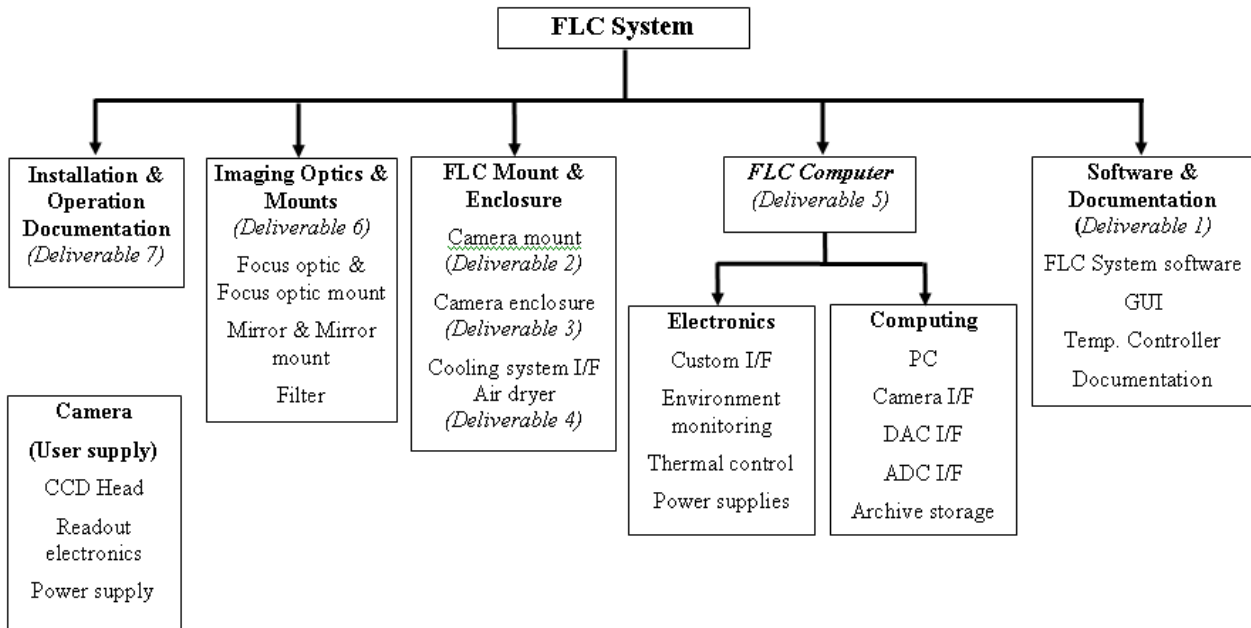 FLC System
Installation &
Operation
Documentation
(Deliverable 7)
Imaging Optics &
Mounts
(Deliverable 6)
Focus optic &
Focus optic mount
Mirror & Mirror
mount
Filter
FLC Mount &
Enclosure
Camera mount
(Deliverable 2)
Camera enclosure
(Deliverable 3)
Cooling system I/F
Air dryer
(Deliverable 4)
FLC Computer
(Deliverable 5)
Software &
Documentation
(Deliverable 1)
FLC System software
GUI
Temp. Controller
Documentation
Electronics
Custom I/F
Environment
monitoring
Thermal control
Power supplies
Computing
PC
Camera I/F
DAC I/F
ADC I/F
Archive storage
Camera
(User supply)
CCD Head
Readout
electronics
Power supply